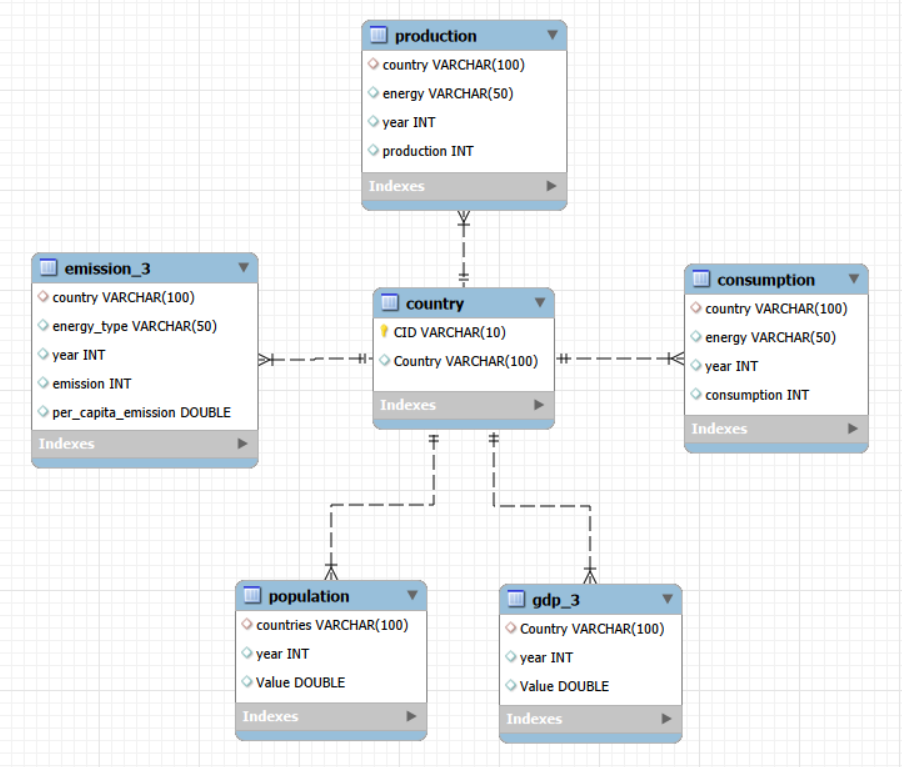 production
country VARCHAR(100)
energy VARCHAR(50)
year INT
production INT
Indexes
emission_3
country VARCHAR(100)
energy_type VARCHAR(50)
year INT
emission INT
per_capita_emission DOUBLE
Indexes
country
CID VARCHAR(10)
Country VARCHAR(100)
Indexes
consumption
country VARCHAR(100)
energy VARCHAR(50)
year INT
consumption INT
Indexes
population
countries VARCHAR(100)
year INT
Value DOUBLE
Indexes
gdp_3
Country VARCHAR(100)
year INT
Value DOUBLE
Indexes